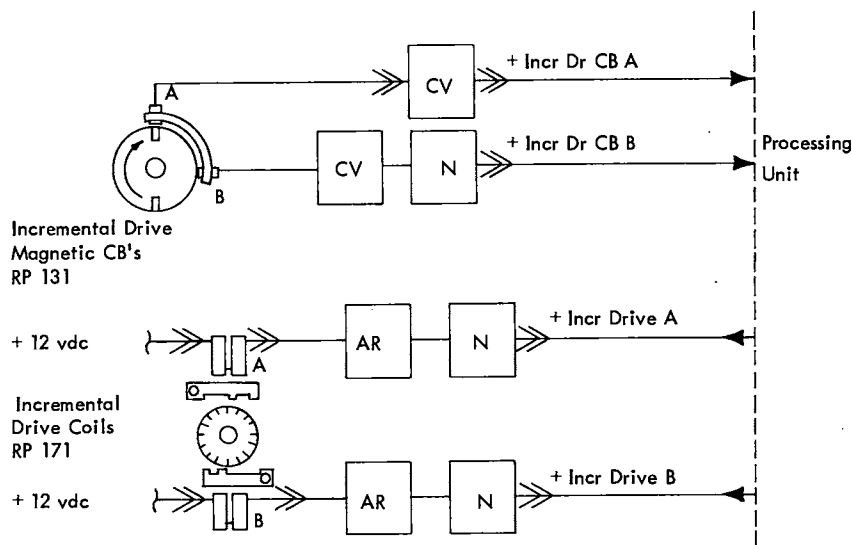 A
CV
+ Incr Dr CB A
B
CV
N
+ Incr Dr CB B
Processing
Unit
Incremental Drive
Magnetic CB's
RP 131
+ 12 vdc
A
AR
N
+ Incr Drive A
Incremental
Drive Coils
RP 171
+ 12 vdc
B
AR
N
+ Incr Drive B